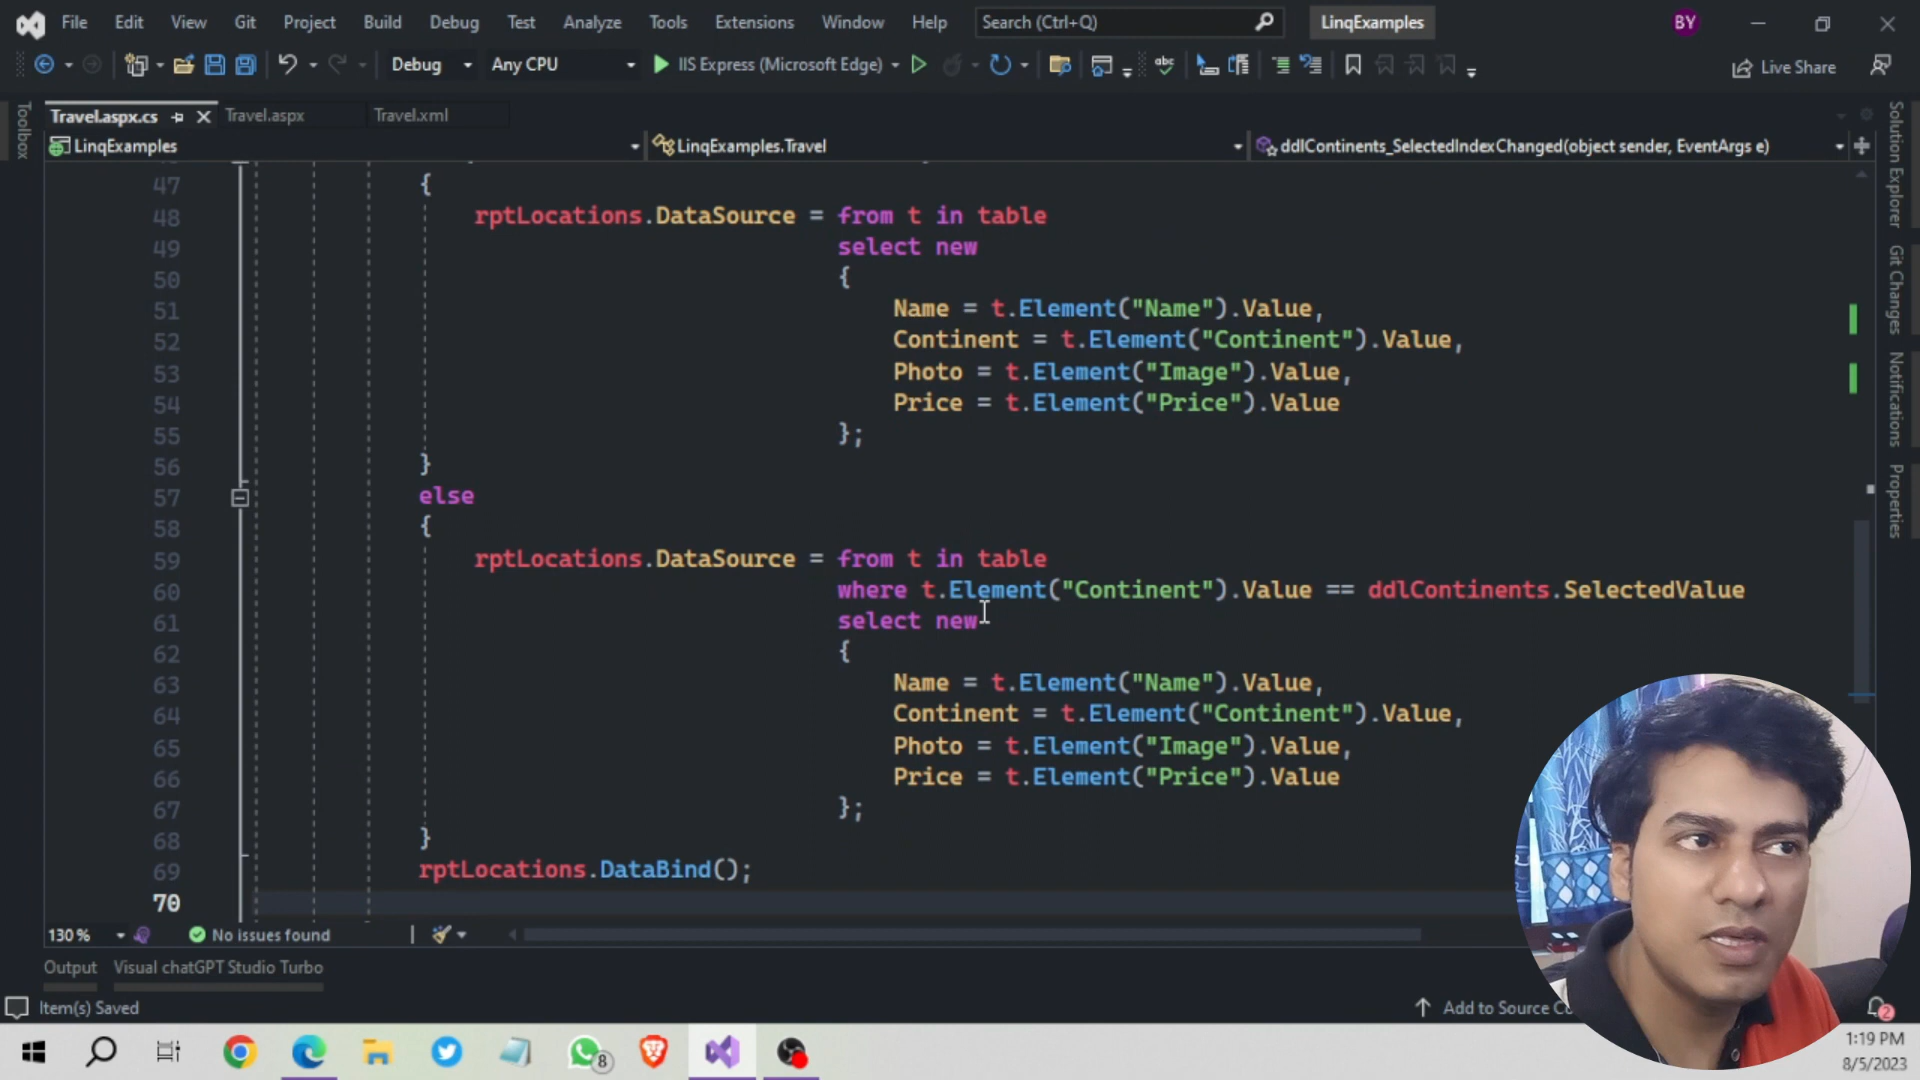 File Edit View Git Project Build Debug Test Analyze Tools Extensions Window Help Search (Ctrl+Q) LinqExamples BY
Debug Any CPU IIS Express (Microsoft Edge) abc Live Share
Travel.aspx.cs Travel.aspx Travel.xml
LinqExamples LinqExamples.Travel ddlContinents_SelectedIndexChanged(object sender, EventArgs e)
47 {
48 rptLocations.DataSource = from t in table
49 select new
50 {
51 Name = t.Element("Name").Value,
52 Continent = t.Element("Continent").Value,
53 Photo = t.Element("Image").Value,
54 Price = t.Element("Price").Value
55 };
56 }
57 else
58 {
59 rptLocations.DataSource = from t in table
60 where t.Element("Continent").Value == ddlContinents.SelectedValue
61 select new
62 {
63 Name = t.Element("Name").Value,
64 Continent = t.Element("Continent").Value,
65 Photo = t.Element("Image").Value,
66 Price = t.Element("Price").Value
67 };
68 }
69 rptLocations.DataBind();
70
Toolbox
Solution Explorer
Git Changes
Notifications
Properties
130 % No issues found
Output Visual chatGPT Studio Turbo
Item(s) Saved Add to Source 2
8
1:19 PM
8/5/2023